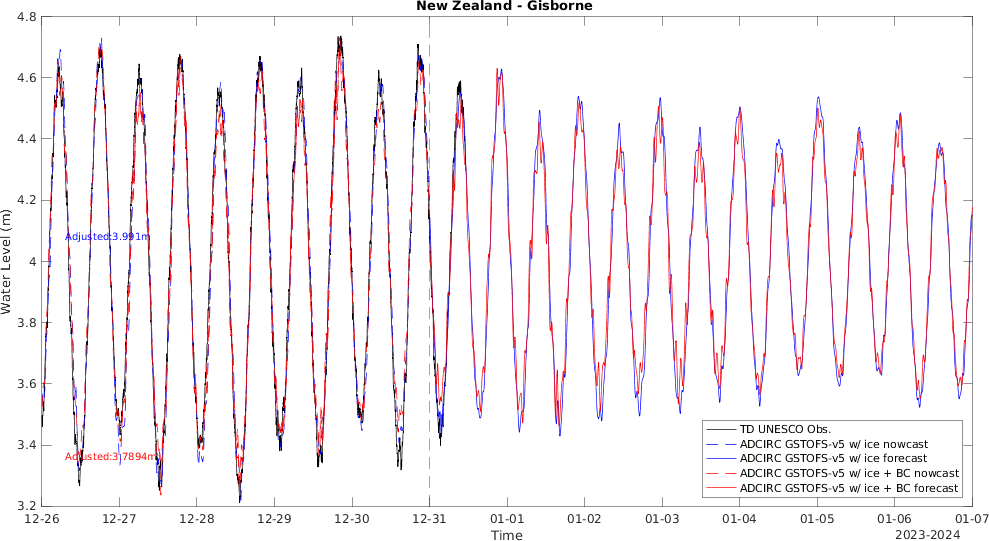 New Zealand - Gisborne
4.8
4.6
4.4
4.2
4
3.8
3.6
3.4
3.2
Water Level (m)
Adjusted:3.991m
Adjusted:3.7894m
TD UNESCO Obs.
ADCIRC GSTOFS-v5 w/ ice nowcast
ADCIRC GSTOFS-v5 w/ ice forecast
ADCIRC GSTOFS-v5 w/ ice + BC nowcast
ADCIRC GSTOFS-v5 w/ ice + BC forecast
12-26 12-27 12-28 12-29 12-30 12-31 01-01 01-02 01-03 01-04 01-05 01-06 01-07
Time
2023-2024